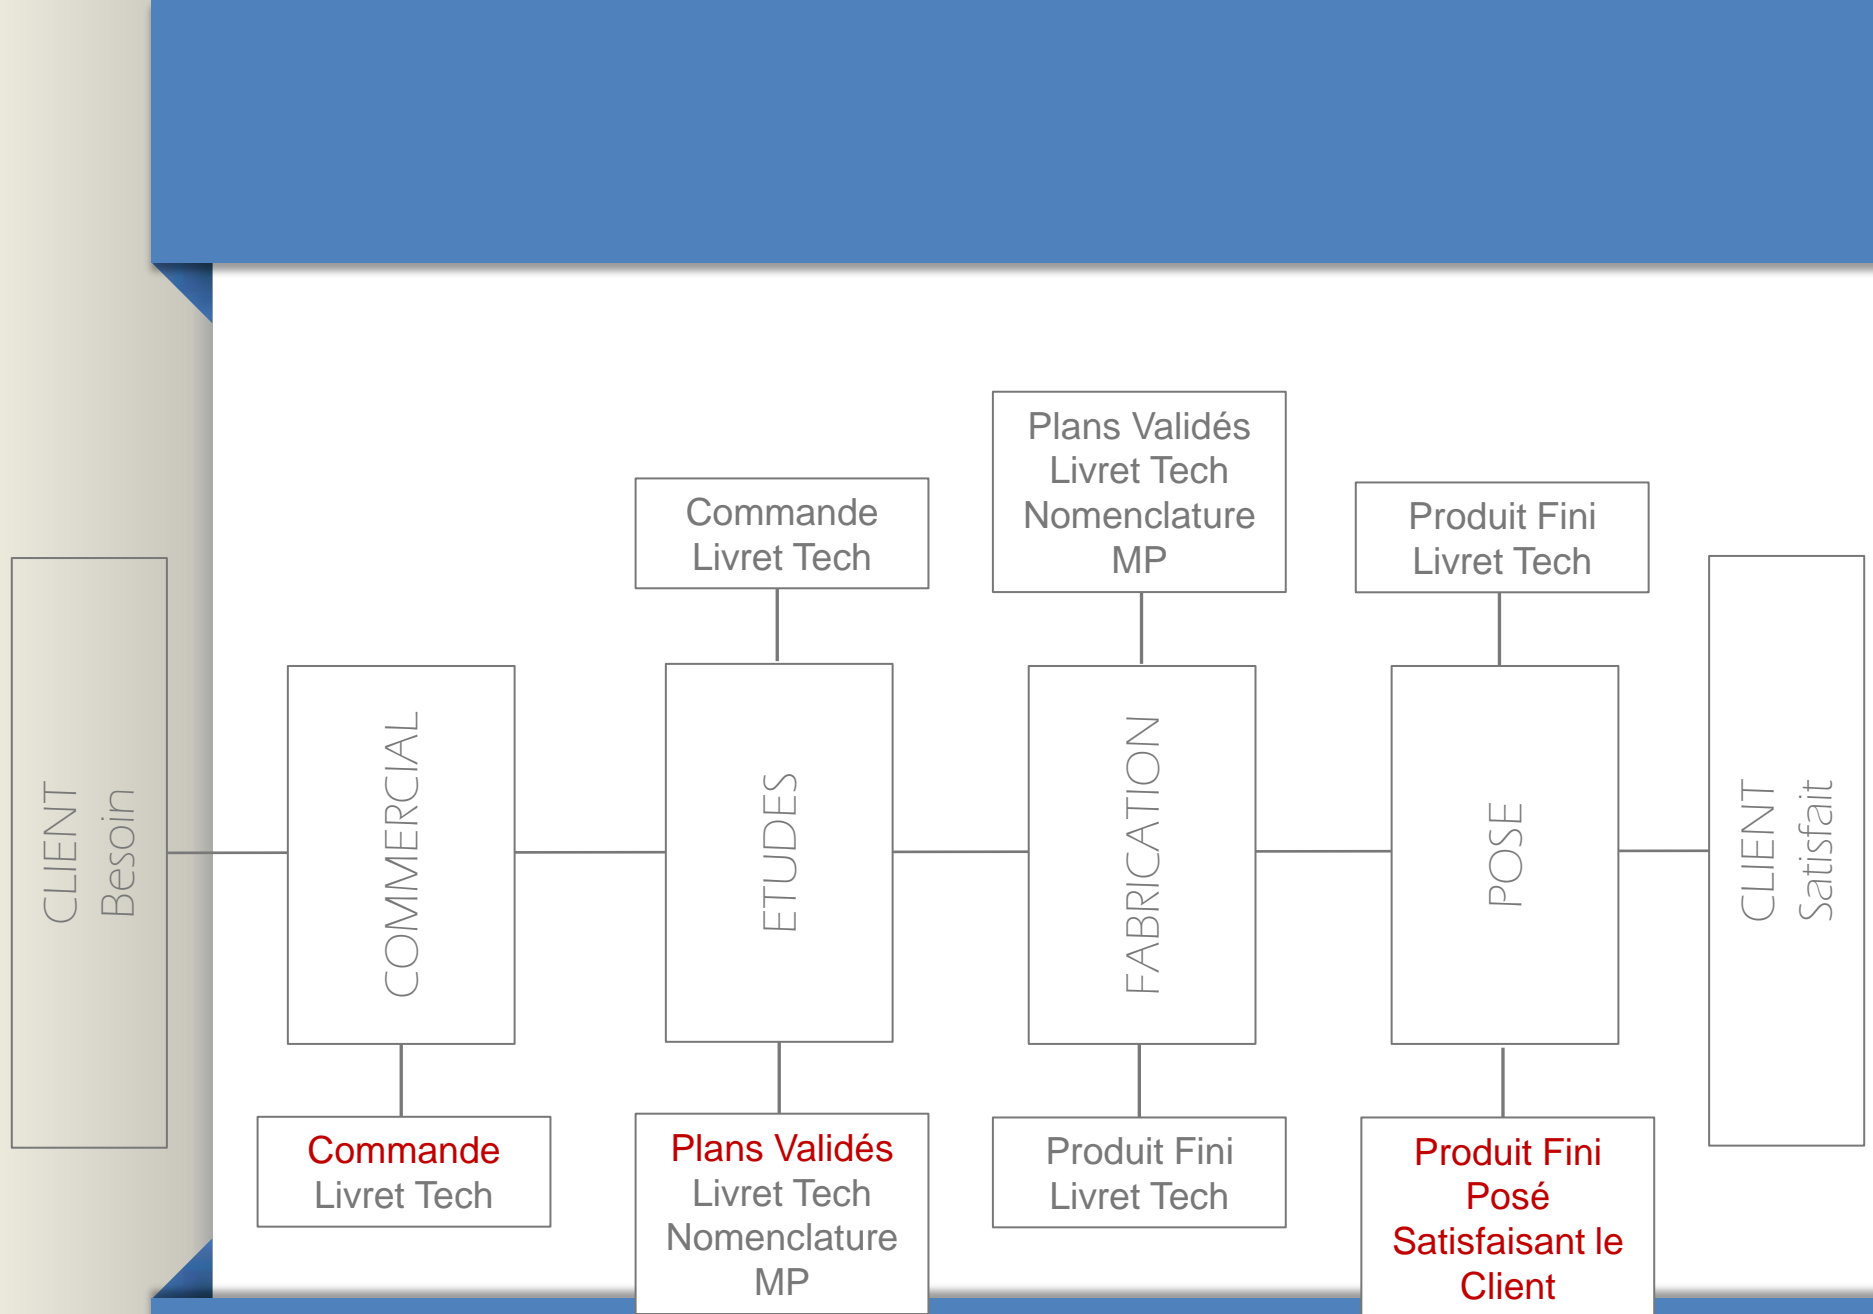 Commande
Livret Tech
Plans Validés
Livret Tech
Nomenclature
MP
Produit Fini
Livret Tech
CLIENT
Besoin
COMMERCIAL
ETUDES
FABRICATION
POSE
CLIENT
Satisfait
Commande
Livret Tech
Plans Validés
Livret Tech
Nomenclature
MP
Produit Fini
Livret Tech
Produit Fini
Posé
Satisfaisant le
Client